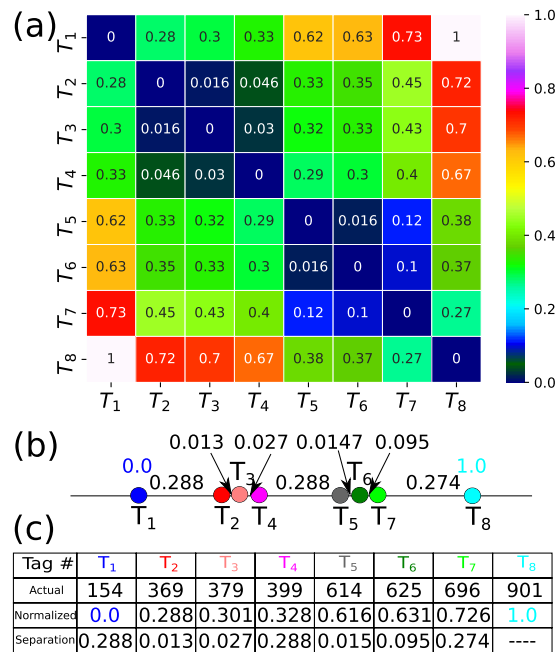 (a)
T1 0 0.28 0.3 0.33 0.62 0.63 0.73 1
T2 0.28 0 0.016 0.046 0.33 0.35 0.45 0.72
T3 0.3 0.016 0 0.03 0.32 0.33 0.43 0.7
T4 0.33 0.046 0.03 0 0.29 0.3 0.4 0.67
T5 0.62 0.33 0.32 0.29 0 0.016 0.12 0.38
T6 0.63 0.35 0.33 0.3 0.016 0 0.1 0.37
T7 0.73 0.45 0.43 0.4 0.12 0.1 0 0.27
T8 1 0.72 0.7 0.67 0.38 0.37 0.27 0
T1 T2 T3 T4 T5 T6 T7 T8
1.0
0.8
0.6
0.4
0.2
0.0
(b)
0.013 0.027 0.0147 0.095
0.0 T3 T6 1.0
0.288 0.288 0.274
T1 T2 T4 T5 T7 T8
(c)
Tag # T1 T2 T3 T4 T5 T6 T7 T8
Actual 154 369 379 399 614 625 696 901
Normalized 0.0 0.288 0.301 0.328 0.616 0.631 0.726 1.0
Separation 0.288 0.013 0.027 0.288 0.015 0.095 0.274 ----